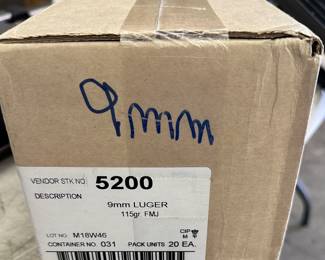 9mm
VENDOR STK NO. 5200
DESCRIPTION
9mm LUGER
115gr. FMJ
LOT NO. M18W46
CIP
M
CONTAINER NO. 031 PACK UNITS 20 EA.